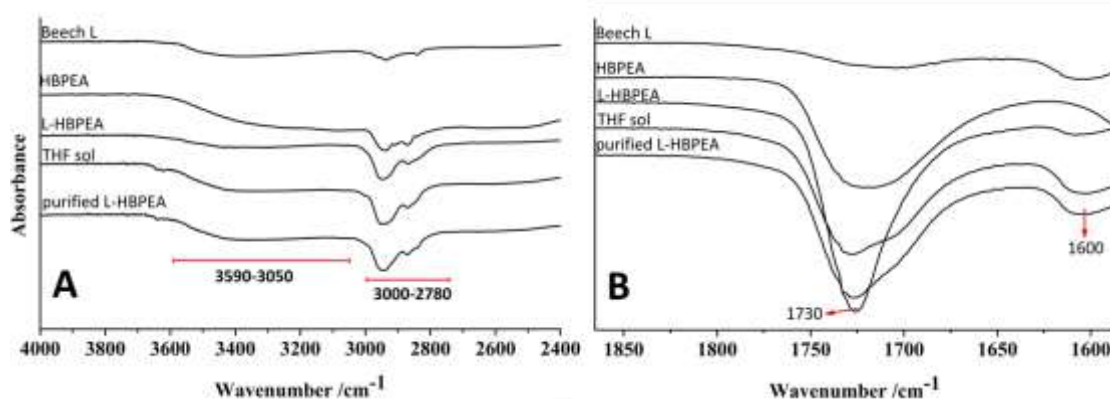 Beech L
HBPEA
L-HBPEA
THF sol
purified L-HBPEA
Absorbance
A
3590-3050
3000-2780
4000 3800 3600 3400 3200 3000 2800 2600 2400
Wavenumber /cm-1
Beech L
HBPEA
L-HBPEA
THF sol
purified L-HBPEA
B
1730
1600
1850 1800 1750 1700 1650 1600
Wavenumber /cm-1